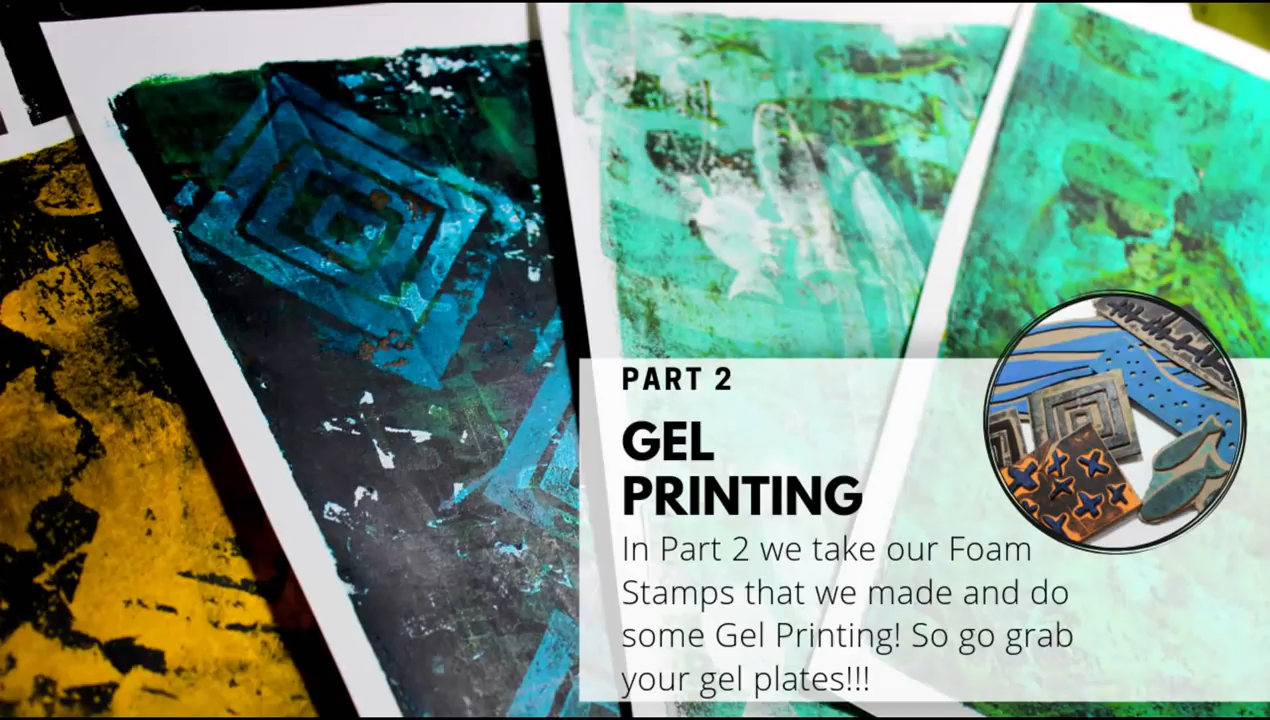 PART 2
GEL
PRINTING
In Part 2 we take our Foam
Stamps that we made and do
some Gel Printing! So go grab
your gel plates!!!